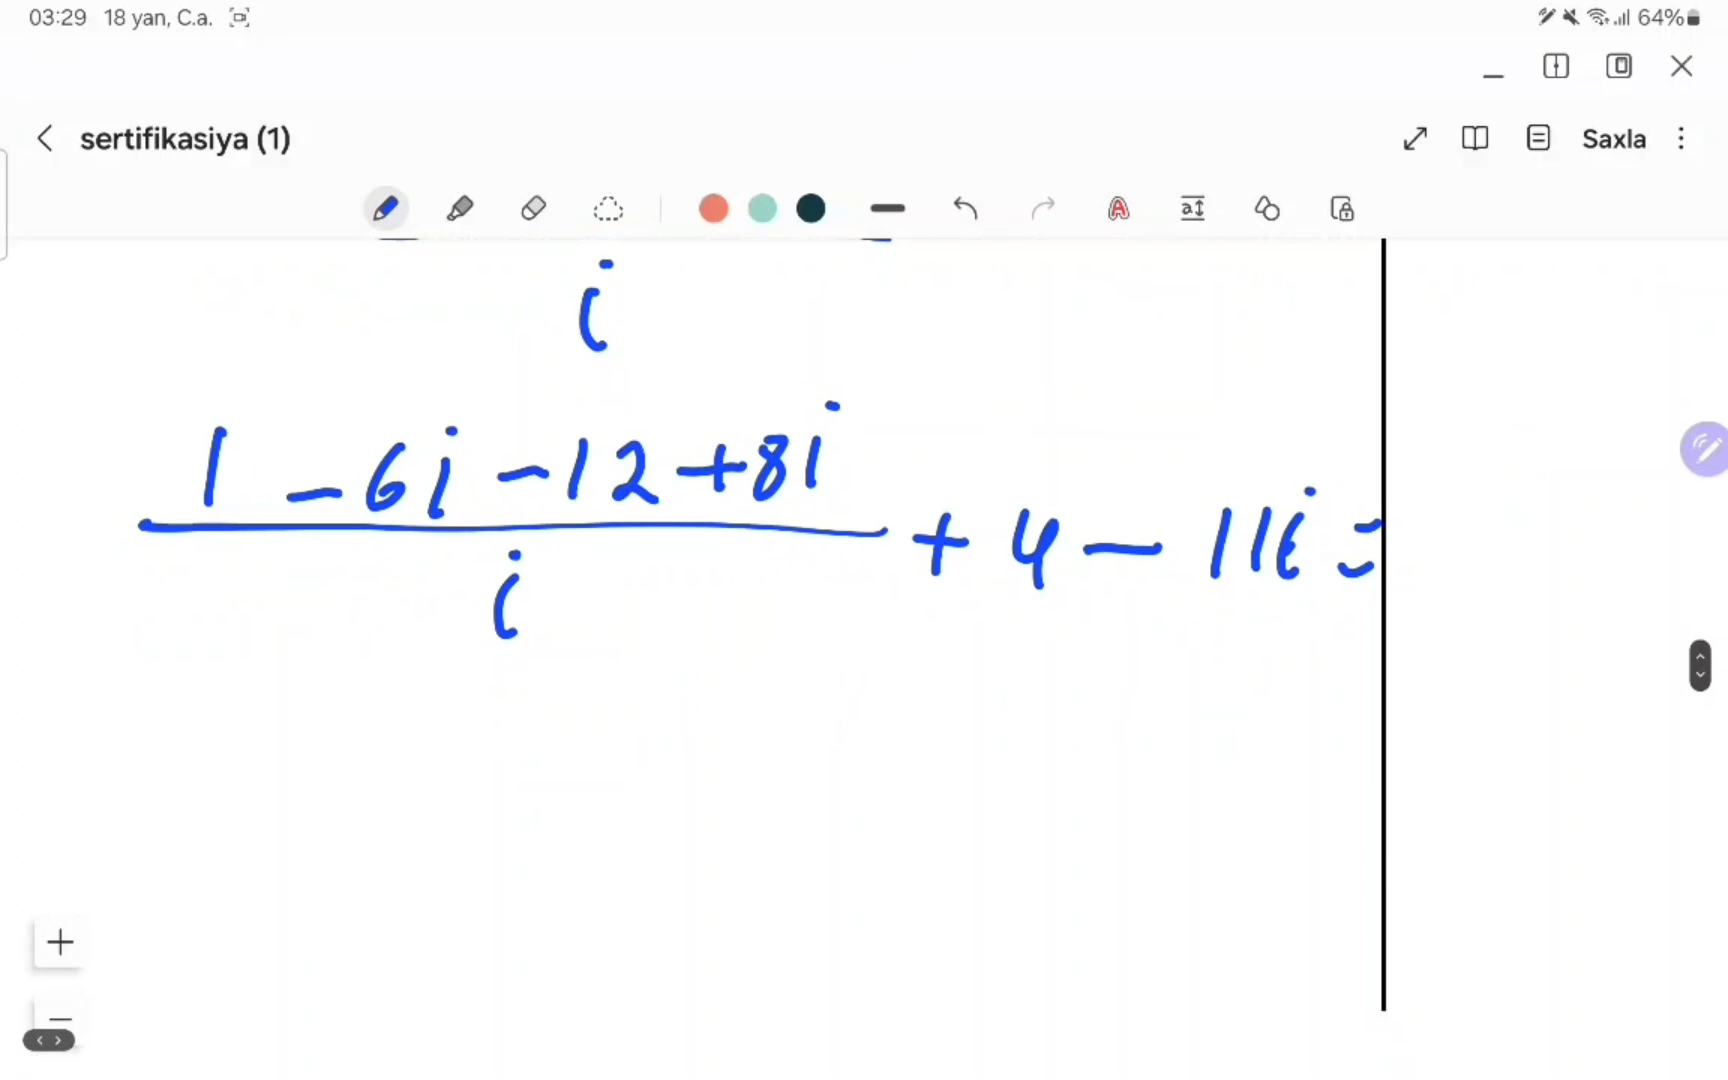 03:29 18 yan, C.a. 64%
sertifikasiya (1) Saxla
i
1 - 6i - 12 + 8i
+ 4 - 11i =
i